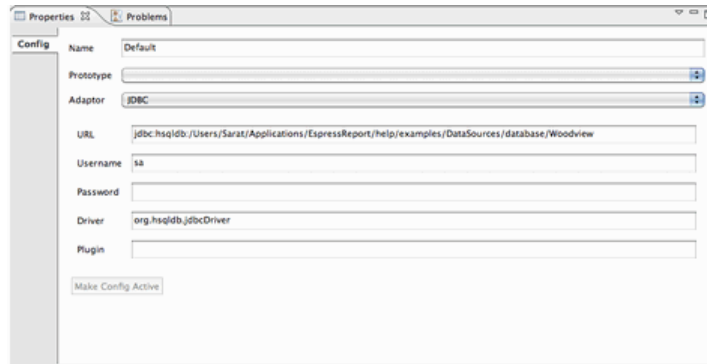 Properties Problems
Config
Name Default
Prototype
Adaptor JDBC
URL jdbc:hsqldb:/Users/Sarat/Applications/EspressReport/help/examples/DataSources/database/Woodview
Username sa
Password
Driver org.hsqldb.jdbcDriver
Plugin
Make Config Active